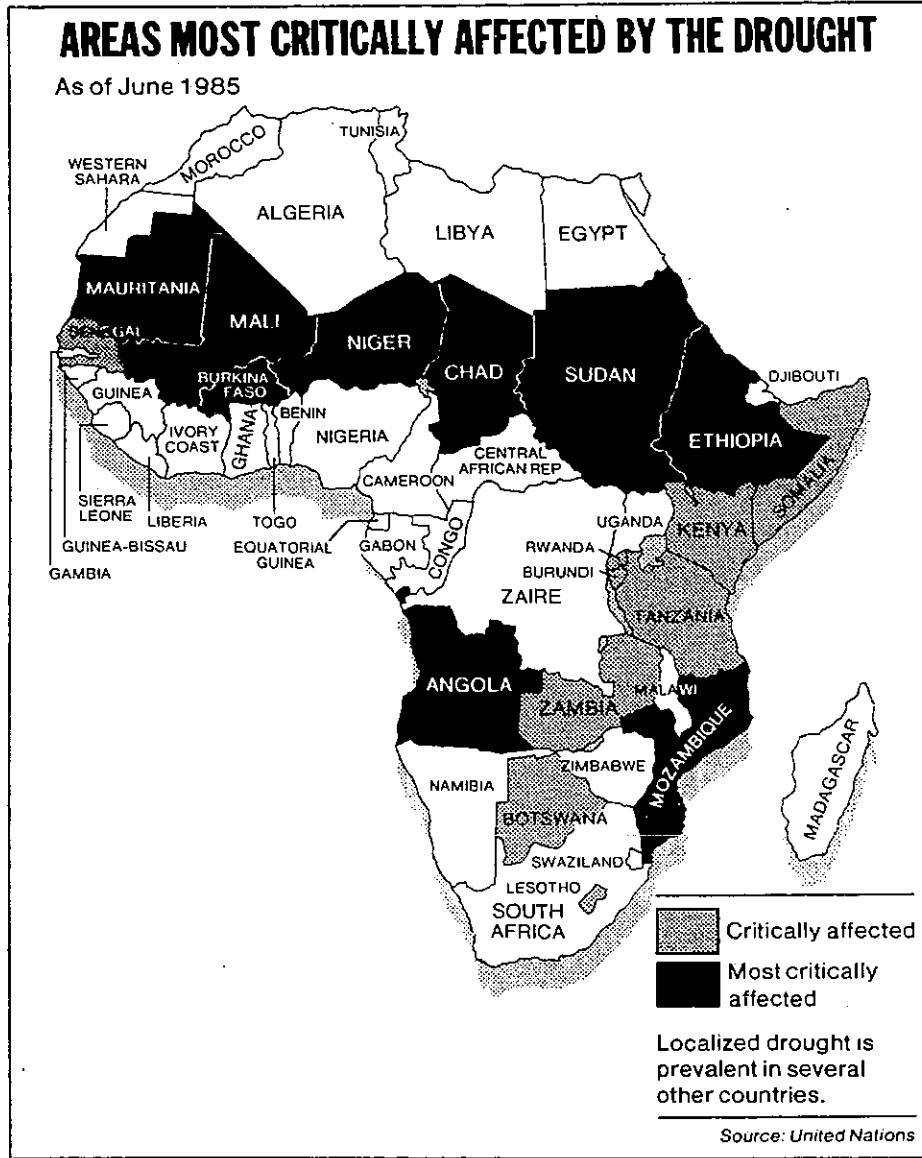 AREAS MOST CRITICALLY AFFECTED BY THE DROUGHT
As of June 1985
TUNISIA
MOROCCO
WESTERN
SAHARA
ALGERIA
LIBYA
EGYPT
MAURITANIA
MALI
NIGER
CHAD
SUDAN
SENEGAL
DJIBOUTI
BURKINA
FASO
GUINEA
BENIN
IVORY
COAST
GHANA
NIGERIA
ETHIOPIA
CENTRAL
AFRICAN REP
CAMEROON
SOMALIA
SIERRA
LEONE
LIBERIA
TOGO
UGANDA
KENYA
GUINEA-BISSAU
EQUATORIAL
GUINEA
GABON
CONGO
RWANDA
GAMBIA
BURUNDI
ZAIRE
TANZANIA
ANGOLA
MALAWI
ZAMBIA
MOZAMBIQUE
MADAGASCAR
ZIMBABWE
NAMIBIA
BOTSWANA
SWAZILAND
LESOTHO
SOUTH
AFRICA
Critically affected
Most critically
affected
Localized drought is
prevalent in several
other countries.
Source: United Nations